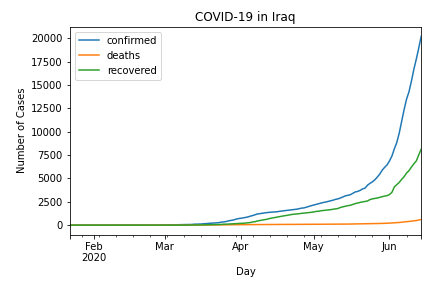 COVID-19 in Iraq
confirmed
deaths
recovered
Number of Cases
20000
17500
15000
12500
10000
7500
5000
2500
0
Feb Mar Apr May Jun
2020
Day